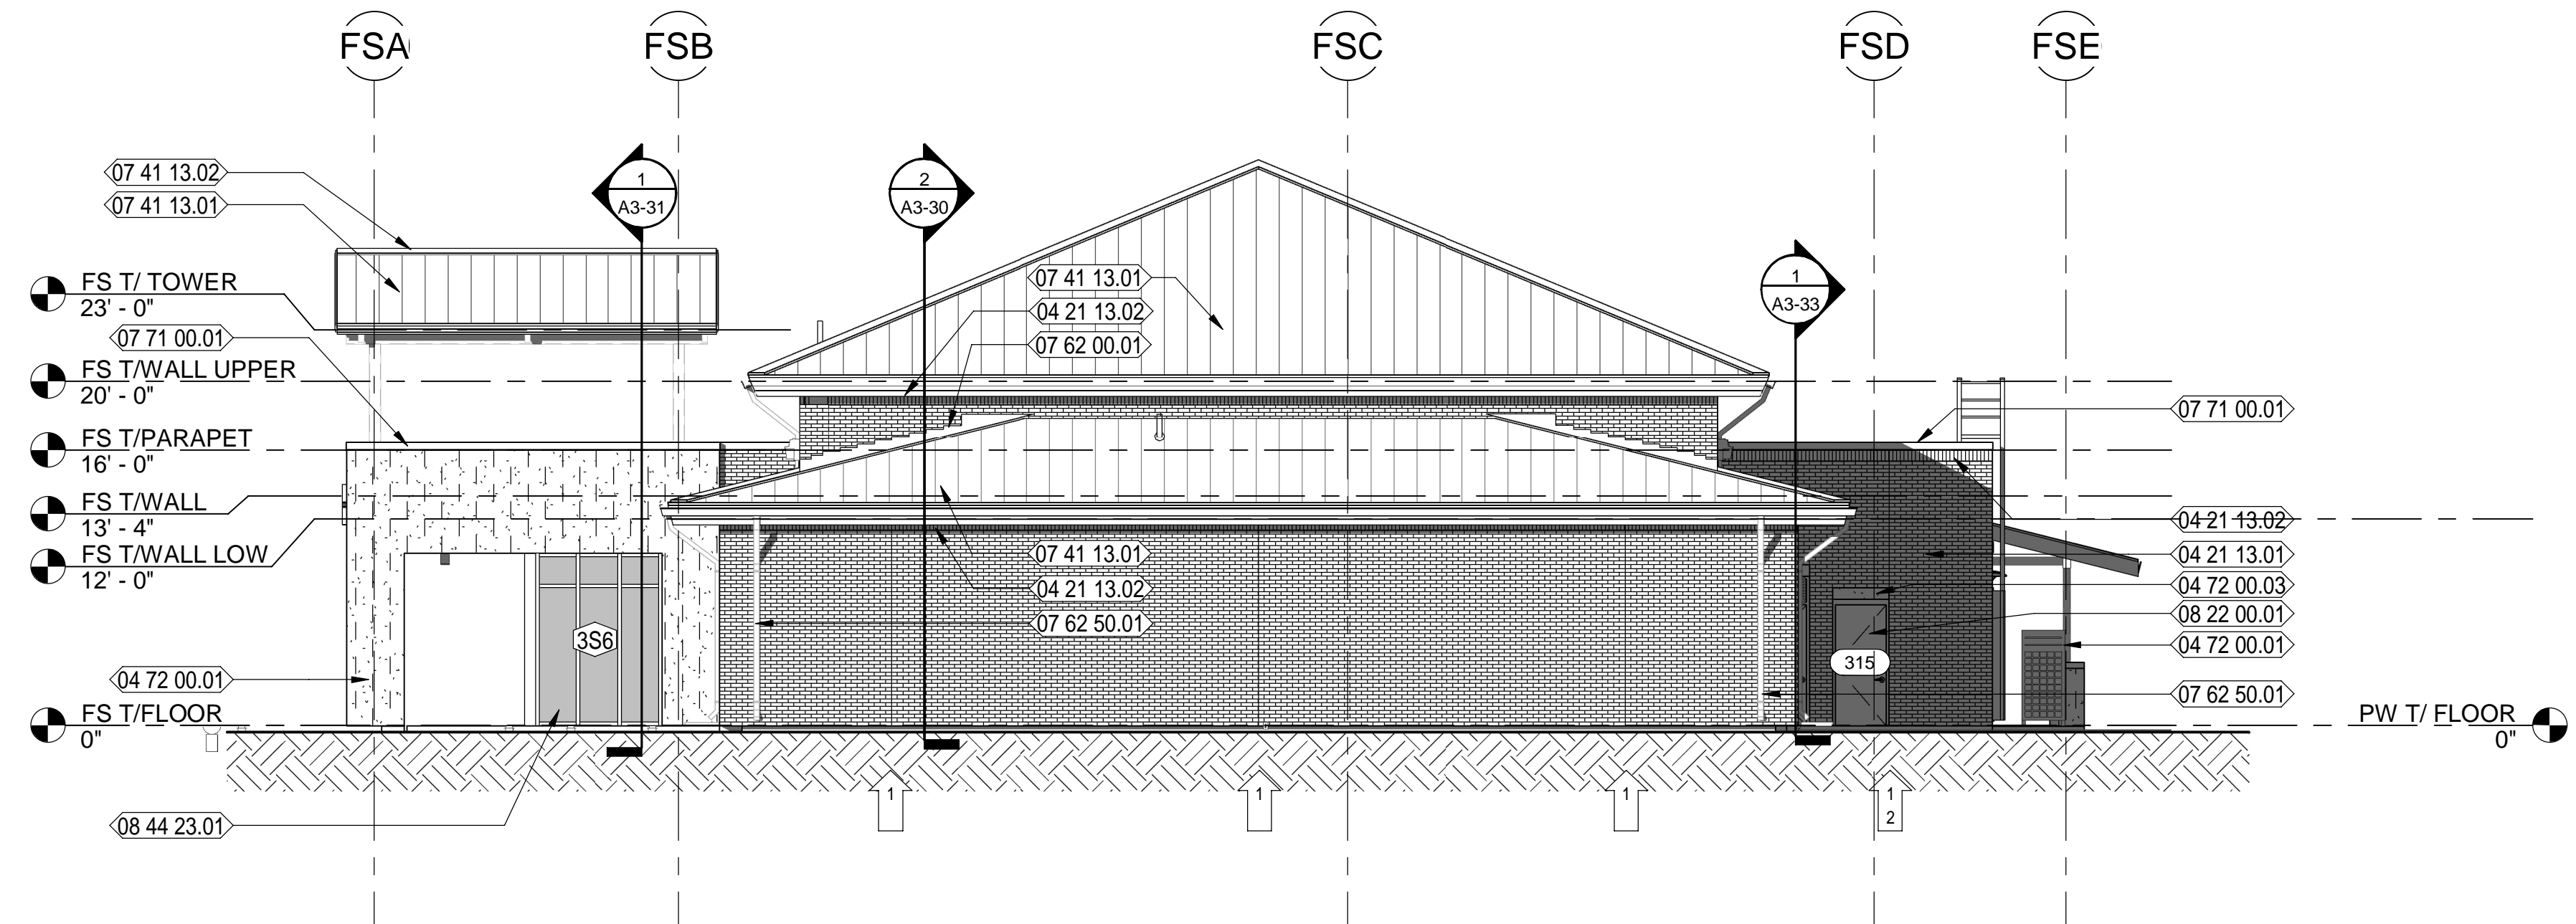 FSA
FSB
FSC
FSD
FSE
07 41 13.02
07 41 13.01
FS T/ TOWER
23' - 0"
07 71 00.01
FS T/WALL UPPER
20' - 0"
FS T/PARAPET
16' - 0"
FS T/WALL
13' - 4"
FS T/WALL LOW
12' - 0"
04 72 00.01
FS T/FLOOR
0"
08 44 23.01
1
A3-31
2
A3-30
1
A3-33
07 41 13.01
04 21 13.02
07 62 00.01
07 41 13.01
04 21 13.02
07 62 50.01
3S6
315
07 71 00.01
04 21 13.02
04 21 13.01
04 72 00.03
08 22 00.01
04 72 00.01
07 62 50.01
PW T/ FLOOR
0"
1
1
1
1
2